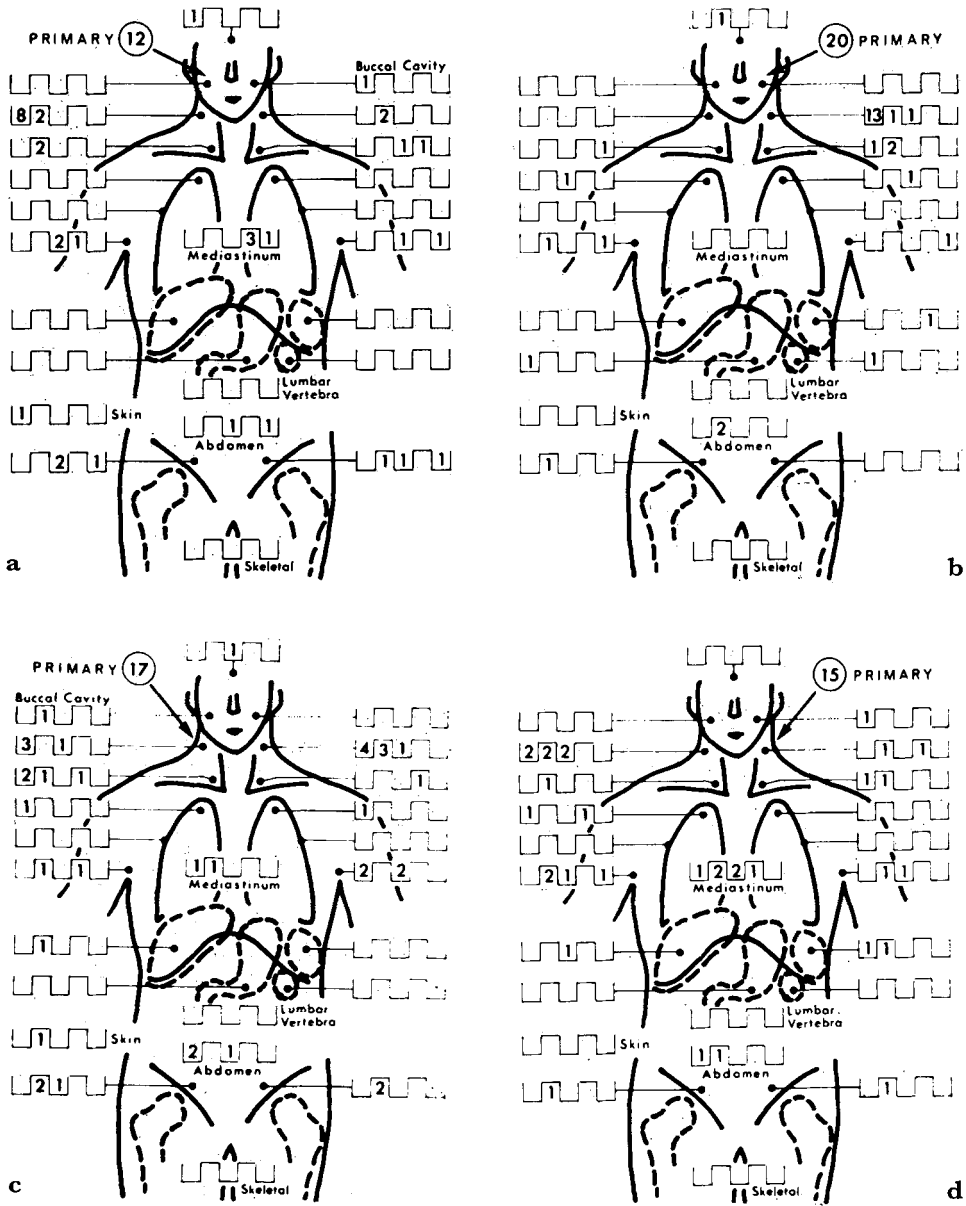 1
PRIMARY 12
Buccal Cavity
1
8 2
2
2
1 1
2 1
3 1
Mediastinum
1 1
Lumbar
Vertebra
1 Skin
1 1
Abdomen
2 1
1 1 1
Skeletal
a
1
20 PRIMARY
13 1 1
1
1 2
1
1
1 1
Mediastinum
1
1
1
1
Lumbar
Vertebra
Skin
2
Abdomen
1
Skeletal
b
1
PRIMARY 17
Buccal Cavity
1
3 1
4 3 1
2 1 1
1
1
1
1 1
1 1
Mediastinum
2 2
1
Lumbar
Vertebra
1 Skin
2 1
Abdomen
2 1
2
Skeletal
c
15 PRIMARY
1
2 2 2
1 1
1
1 1
1 1
2 1 1
1 2 2 1
Mediastinum
1 1
1
1 1
Lumbar
Vertebra
Skin
1 1
Abdomen
1
1
Skeletal
d